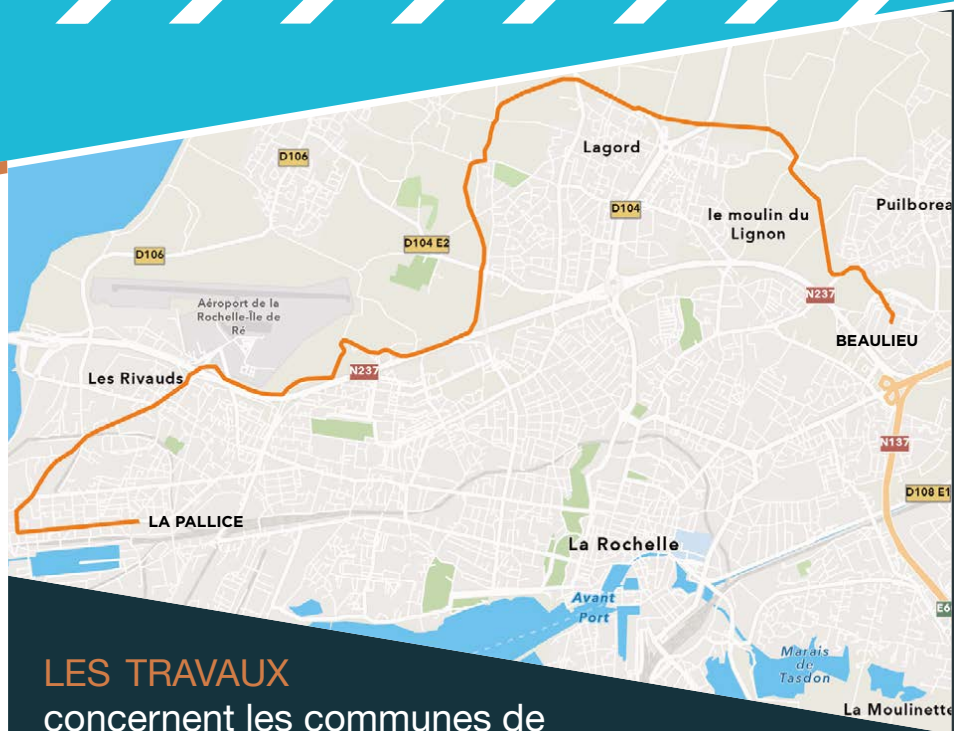 D106
Lagord
D104
le moulin du
Lignon
D104 E2
D106
Aéroport de la
Rochelle-Île de
Ré
N237
BEAULIEU
Les Rivauds
N237
N137
D108 E1
LA PALLICE
La Rochelle
Avant
Port
Marais
de
Tasdon
La Moulinette
LES TRAVAUX
concernent les communes de